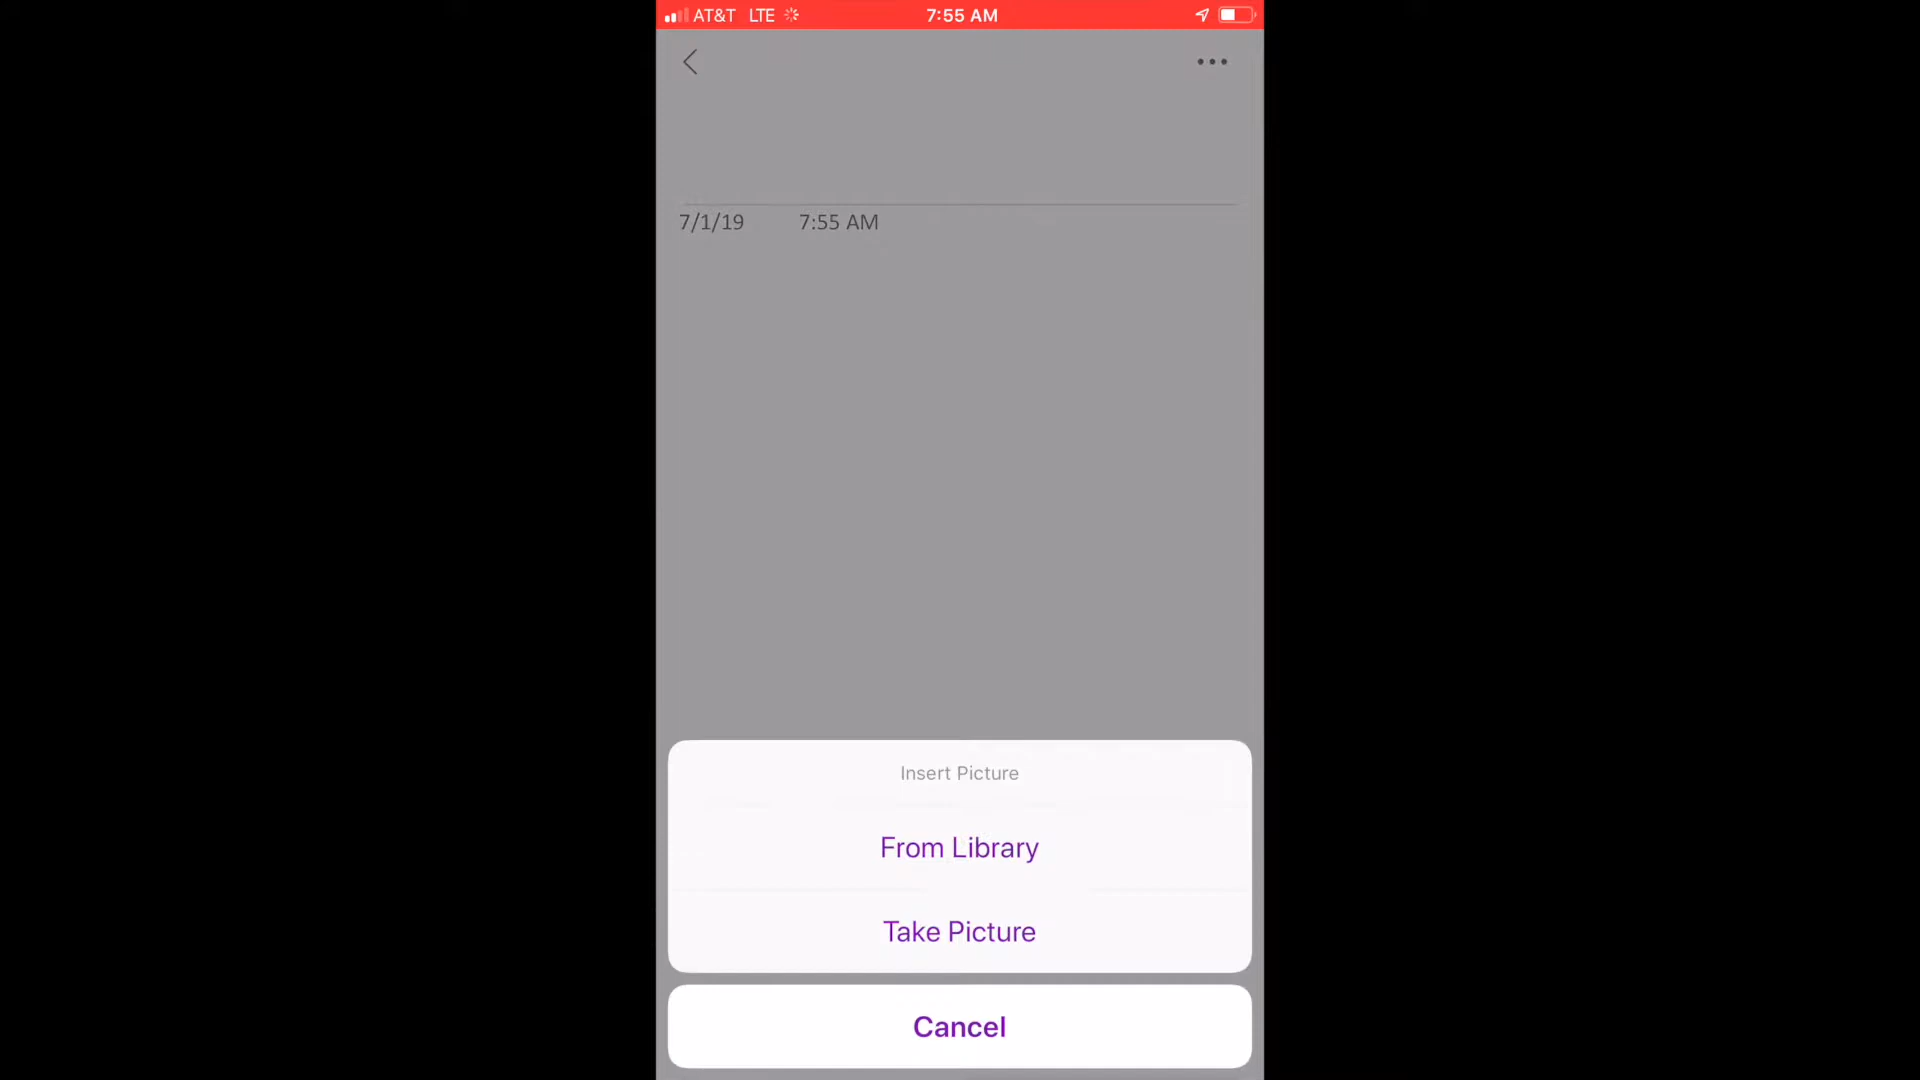 AT&T LTE 7:55 AM
7/1/19 7:55 AM
Insert Picture
From Library
Take Picture
Cancel